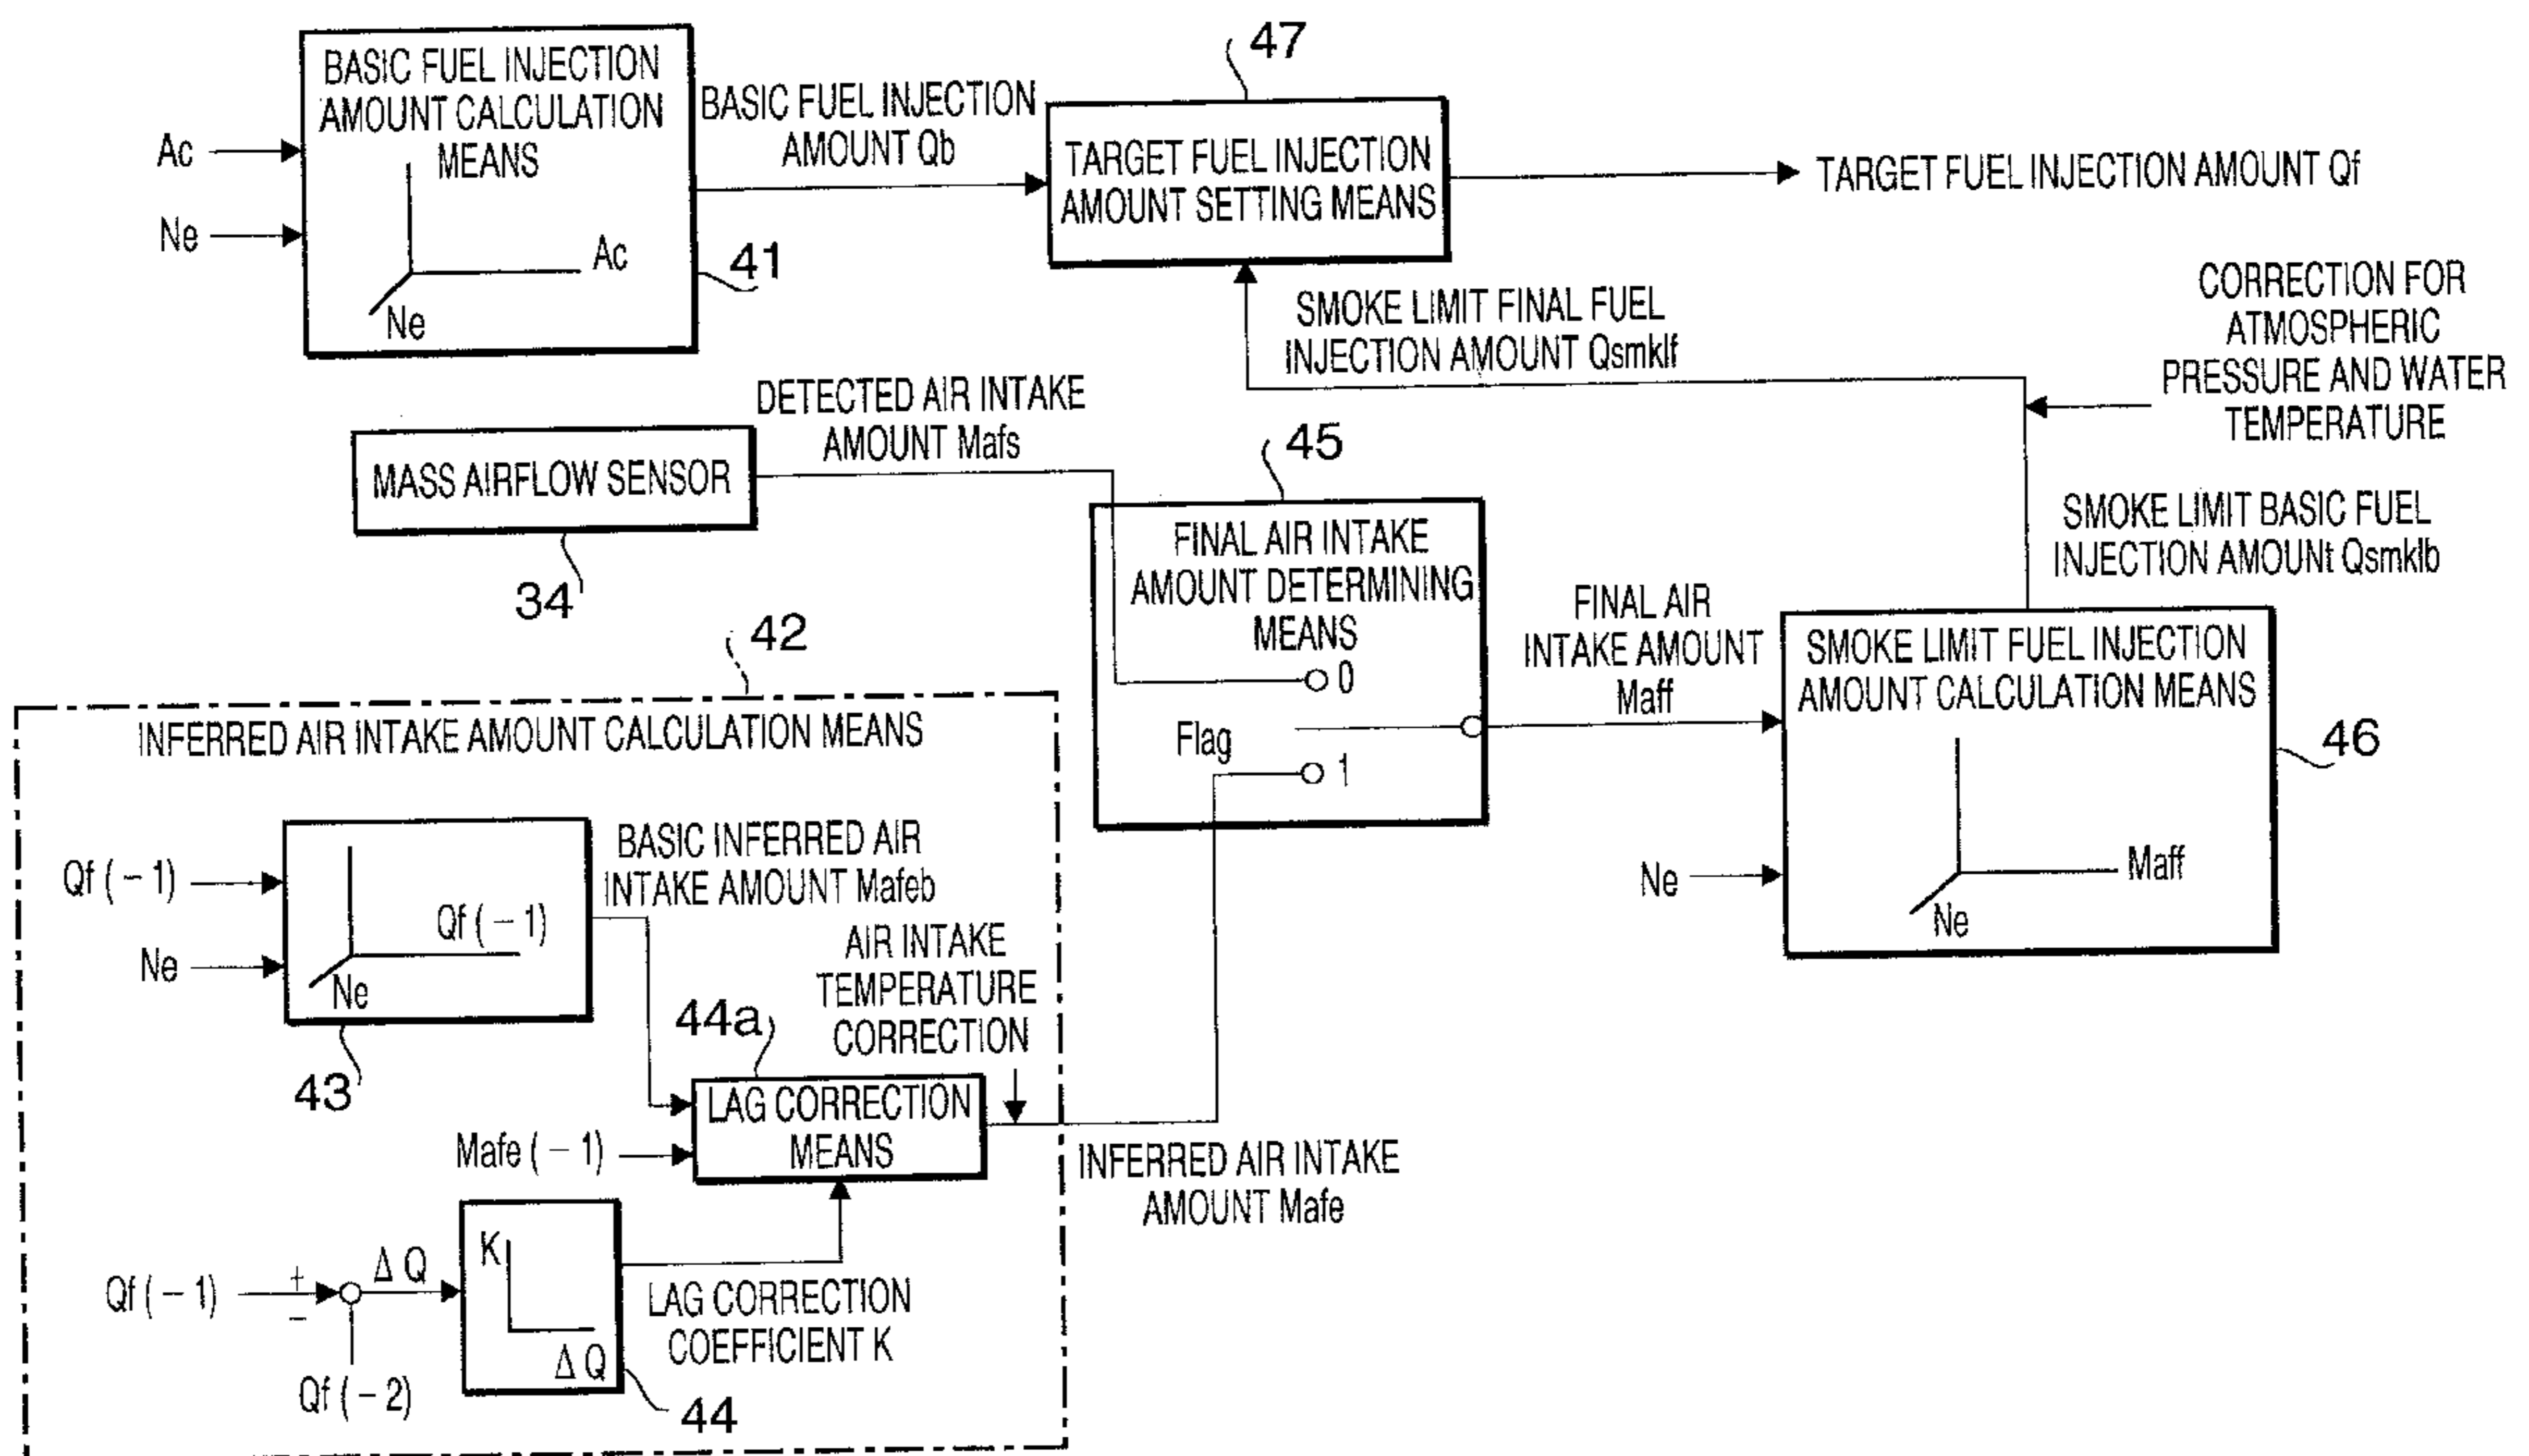 BASIC FUEL INJECTION
AMOUNT CALCULATION
MEANS
Ac
Ne
Ac
Ne
41
BASIC FUEL INJECTION
AMOUNT Qb
47
TARGET FUEL INJECTION
AMOUNT SETTING MEANS
TARGET FUEL INJECTION AMOUNT Qf
SMOKE LIMIT FINAL FUEL
INJECTION AMOUNT Qsmklf
CORRECTION FOR
ATMOSPHERIC
PRESSURE AND WATER
TEMPERATURE
DETECTED AIR INTAKE
AMOUNT Mafs
MASS AIRFLOW SENSOR
34
45
FINAL AIR INTAKE
AMOUNT DETERMINING
MEANS
0
Flag
1
FINAL AIR
INTAKE AMOUNT
Maff
SMOKE LIMIT BASIC FUEL
INJECTION AMOUNt Qsmklb
SMOKE LIMIT FUEL INJECTION
AMOUNT CALCULATION MEANS
46
Ne
Maff
Ne
42
INFERRED AIR INTAKE AMOUNT CALCULATION MEANS
Qf (－1)
Ne
Qf (－1)
Ne
43
BASIC INFERRED AIR
INTAKE AMOUNT Mafeb
AIR INTAKE
TEMPERATURE
CORRECTION
44a
LAG CORRECTION
MEANS
Mafe (－1)
INFERRED AIR INTAKE
AMOUNT Mafe
Qf (－1)
+
−
Δ Q
Qf (－2)
K
Δ Q
44
LAG CORRECTION
COEFFICIENT K